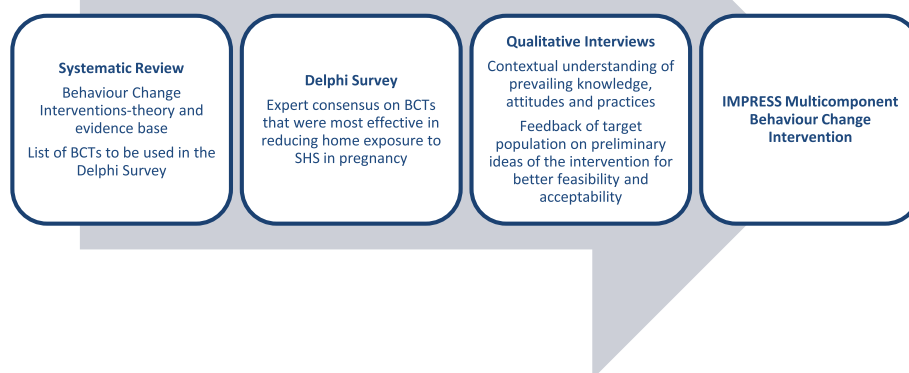 Systematic Review
Behaviour Change
Interventions-theory and
evidence base
List of BCTs to be used in the
Delphi Survey
Delphi Survey
Expert consensus on BCTs
that were most effective in
reducing home exposure to
SHS in pregnancy
Qualitative Interviews
Contextual understanding of
prevailing knowledge,
attitudes and practices
Feedback of target
population on preliminary
ideas of the intervention for
better feasibility and
acceptability
IMPRESS Multicomponent
Behaviour Change
Intervention